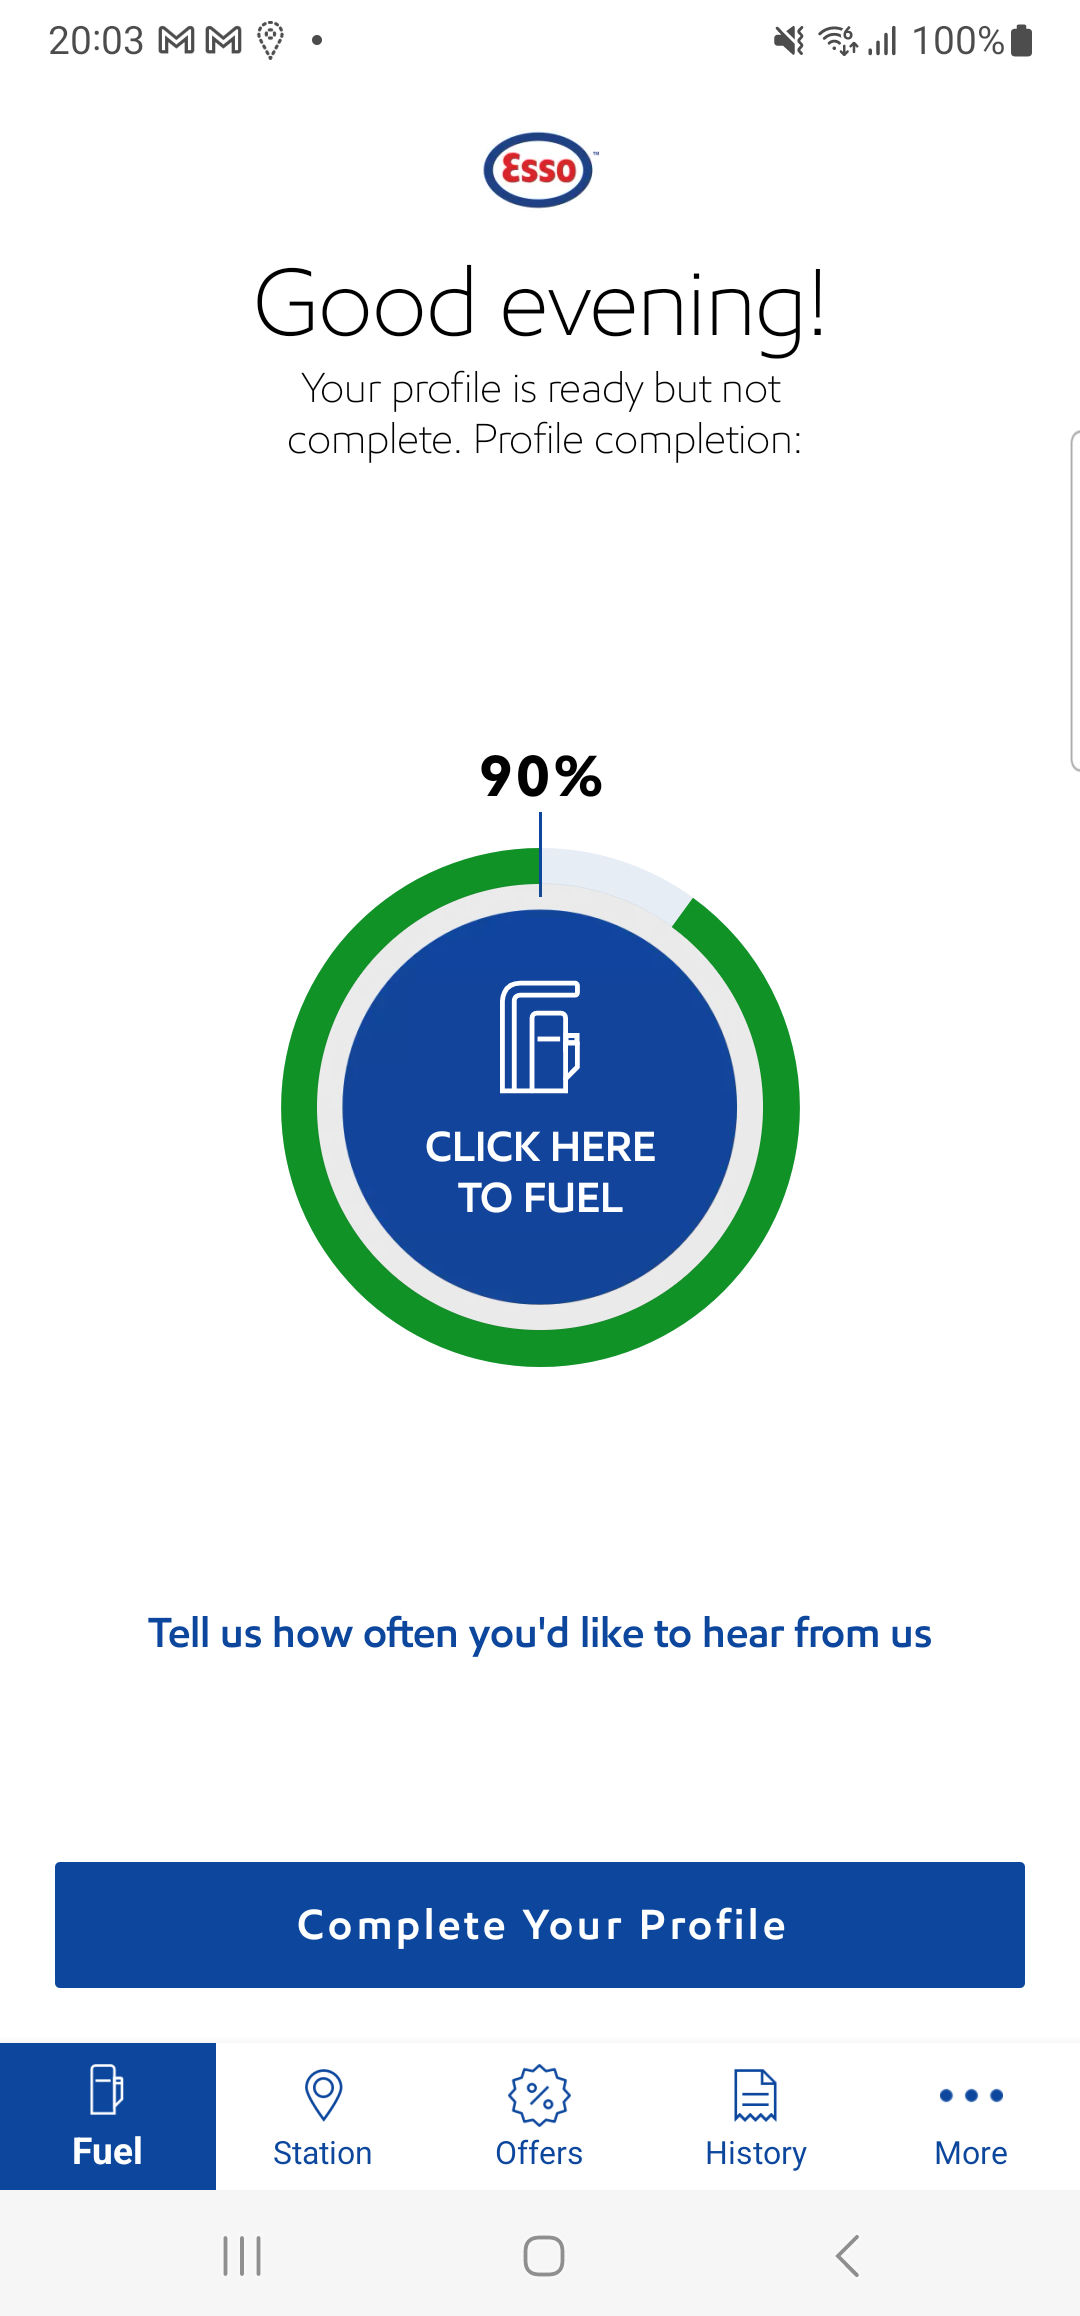 20:03
100%
Esso
Good evening!
Your profile is ready but not
complete. Profile completion:
90%
CLICK HERE
TO FUEL
Tell us how often you'd like to hear from us
Complete Your Profile
Fuel
Station
Offers
History
More